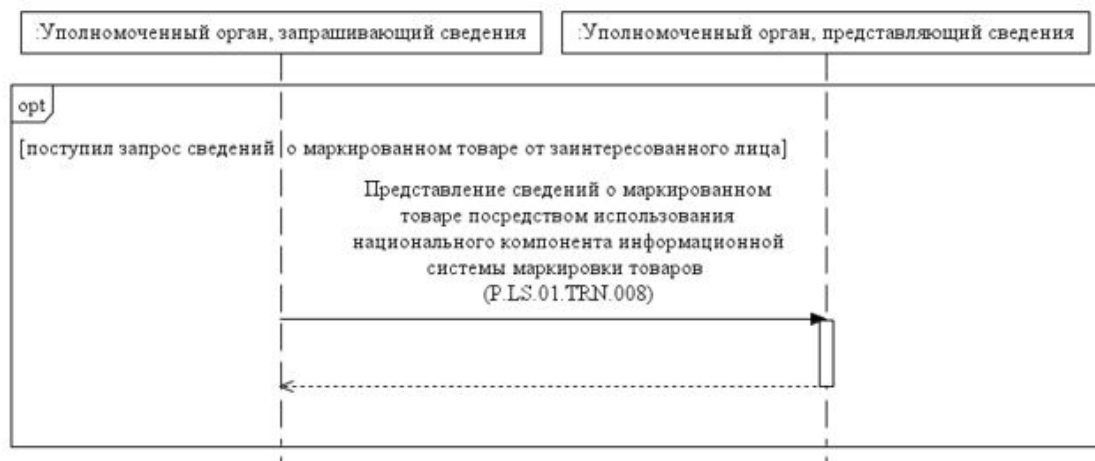 :Уполномоченный орган, запрашивающий сведения
:Уполномоченный орган, представляющий сведения
opt
[поступил запрос сведений о маркированном товаре от заинтересованного лица]
Представление сведений о маркированном
товаре посредством использования
национального компонента информационной
системы маркировки товаров
(P.LS.01.TRN.008)